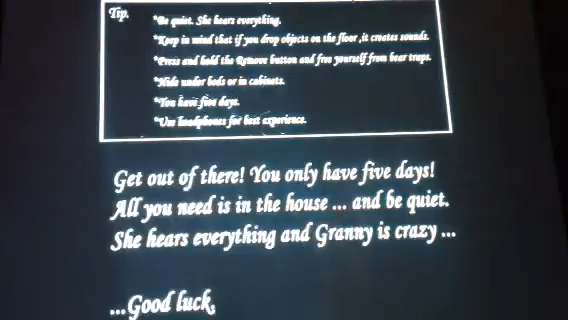 Tip.
*Be quiet. She hears everything.
*Keep in mind that if you drop objects on the floor ,it creates sounds.
*Press and hold the Remove button and free yourself from bear traps.
*Hide under beds or in cabinets.
*You have five days.
*Use headphones for best experience.
Get out of there! You only have five days!
All you need is in the house ... and be quiet.
She hears everything and Granny is crazy ...
...Good luck.